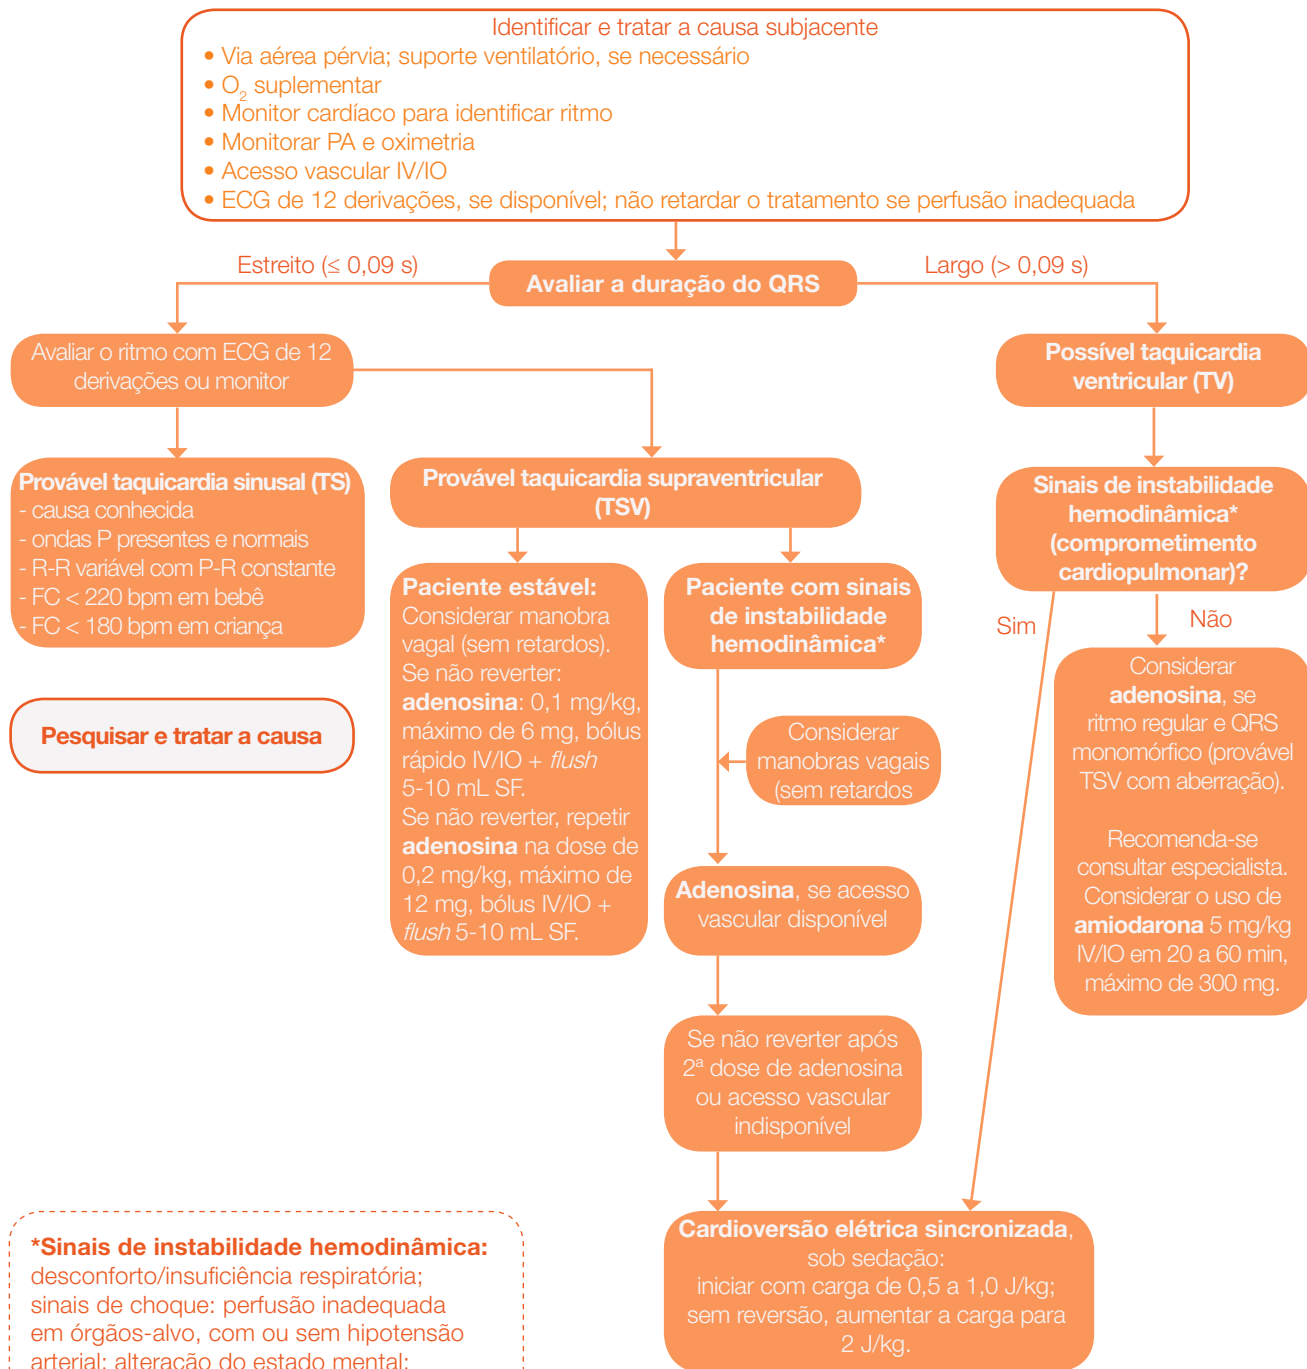 Identificar e tratar a causa subjacente
• Via aérea pérvia; suporte ventilatório, se necessário
• O₂ suplementar
• Monitor cardíaco para identificar ritmo
• Monitorar PA e oximetria
• Acesso vascular IV/IO
• ECG de 12 derivações, se disponível; não retardar o tratamento se perfusão inadequada
Estreito (≤ 0,09 s)
Avaliar a duração do QRS
Largo (> 0,09 s)
Avaliar o ritmo com ECG de 12
derivações ou monitor
Possível taquicardia
ventricular (TV)
Provável taquicardia sinusal (TS)
- causa conhecida
- ondas P presentes e normais
- R-R variável com P-R constante
- FC < 220 bpm em bebê
- FC < 180 bpm em criança
Pesquisar e tratar a causa
Provável taquicardia supraventricular
(TSV)
Paciente estável:
Considerar manobra
vagal (sem retardos).
Se não reverter:
adenosina: 0,1 mg/kg,
máximo de 6 mg, bólus
rápido IV/IO + flush
5-10 mL SF.
Se não reverter, repetir
adenosina na dose de
0,2 mg/kg, máximo de
12 mg, bólus IV/IO +
flush 5-10 mL SF.
Paciente com sinais
de instabilidade
hemodinâmica*
Considerar
manobras vagais
(sem retardos
Adenosina, se acesso
vascular disponível
Se não reverter após
2ª dose de adenosina
ou acesso vascular
indisponível
Sinais de instabilidade
hemodinâmica*
(comprometimento
cardiopulmonar)?
Sim
Não
Considerar
adenosina, se
ritmo regular e QRS
monomórfico (provável
TSV com aberração).
Recomenda-se
consultar especialista.
Considerar o uso de
amiodarona 5 mg/kg
IV/IO em 20 a 60 min,
máximo de 300 mg.
Cardioversão elétrica sincronizada,
sob sedação:
iniciar com carga de 0,5 a 1,0 J/kg;
sem reversão, aumentar a carga para
2 J/kg.
*Sinais de instabilidade hemodinâmica:
desconforto/insuficiência respiratória;
sinais de choque: perfusão inadequada
em órgãos-alvo, com ou sem hipotensão
arterial; alteração do estado mental;